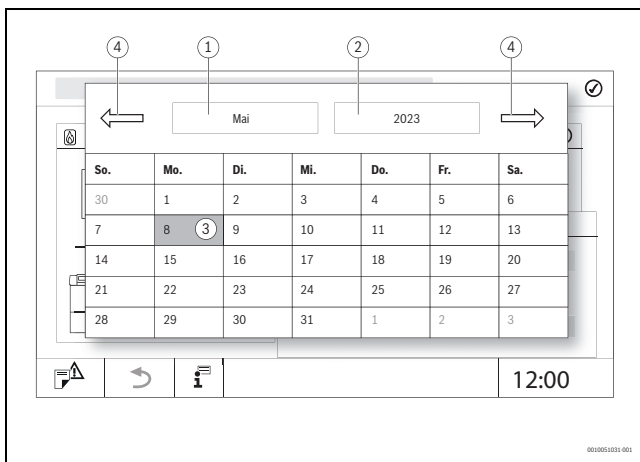 4 1 2 4
Mai 2023
So. Mo. Di. Mi. Do. Fr. Sa.
30 1 2 3 4 5 6
7 8 3 9 10 11 12 13
14 15 16 17 18 19 20
21 22 23 24 25 26 27
28 29 30 31 1 2 3
i 12:00
0010051031-001